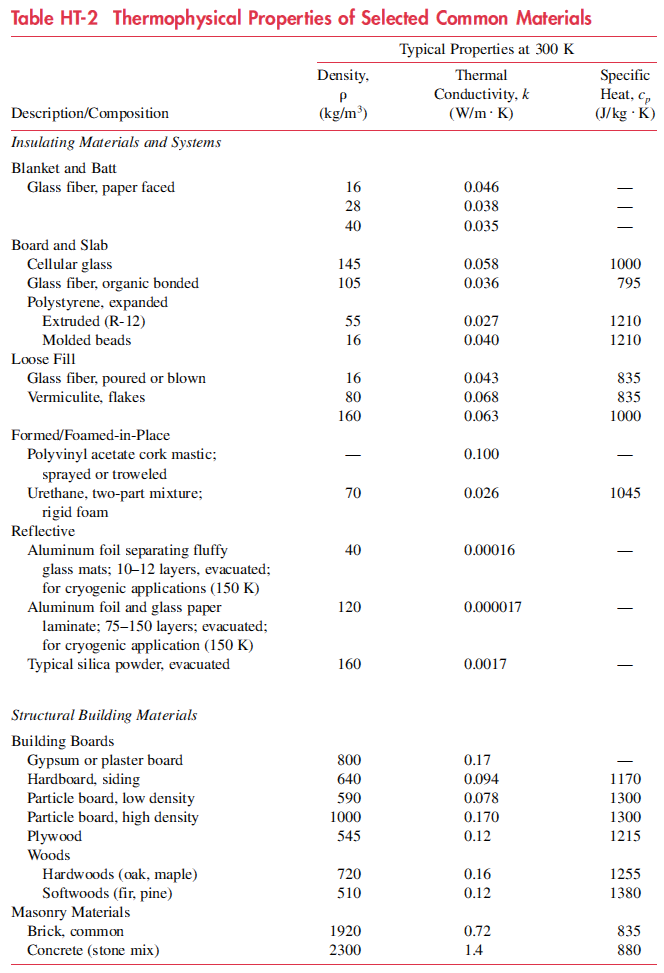 Table HT-2 Thermophysical Properties of Selected Common Materials
Typical Properties at 300 K
Density, Thermal Specific
ρ Conductivity, k Heat, cp
Description/Composition (kg/m³) (W/m · K) (J/kg · K)
Insulating Materials and Systems
Blanket and Batt
Glass fiber, paper faced 16 0.046 —
28 0.038 —
40 0.035 —
Board and Slab
Cellular glass 145 0.058 1000
Glass fiber, organic bonded 105 0.036 795
Polystyrene, expanded
Extruded (R-12) 55 0.027 1210
Molded beads 16 0.040 1210
Loose Fill
Glass fiber, poured or blown 16 0.043 835
Vermiculite, flakes 80 0.068 835
160 0.063 1000
Formed/Foamed-in-Place
Polyvinyl acetate cork mastic; — 0.100 —
sprayed or troweled
Urethane, two-part mixture; 70 0.026 1045
rigid foam
Reflective
Aluminum foil separating fluffy 40 0.00016 —
glass mats; 10–12 layers, evacuated;
for cryogenic applications (150 K)
Aluminum foil and glass paper 120 0.000017 —
laminate; 75–150 layers; evacuated;
for cryogenic application (150 K)
Typical silica powder, evacuated 160 0.0017 —
Structural Building Materials
Building Boards
Gypsum or plaster board 800 0.17 —
Hardboard, siding 640 0.094 1170
Particle board, low density 590 0.078 1300
Particle board, high density 1000 0.170 1300
Plywood 545 0.12 1215
Woods
Hardwoods (oak, maple) 720 0.16 1255
Softwoods (fir, pine) 510 0.12 1380
Masonry Materials
Brick, common 1920 0.72 835
Concrete (stone mix) 2300 1.4 880